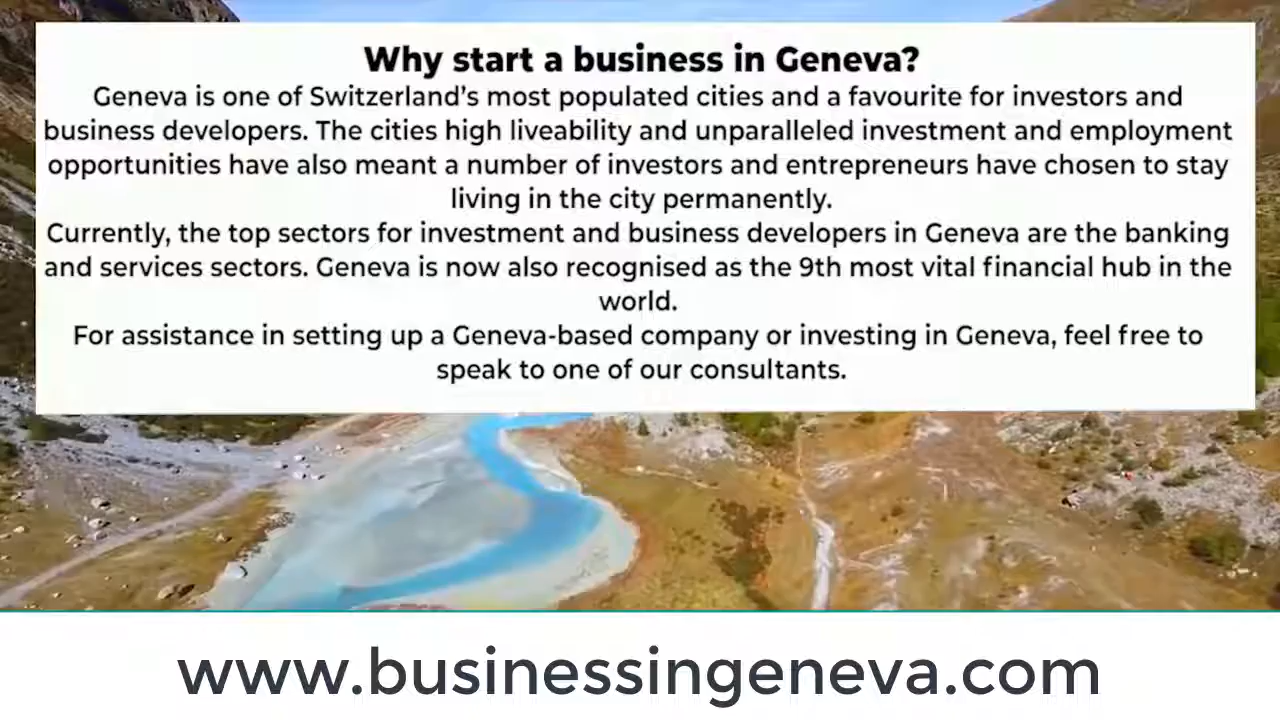 Why start a business in Geneva?
Geneva is one of Switzerland's most populated cities and a favourite for investors and
business developers. The cities high liveability and unparalleled investment and employment
opportunities have also meant a number of investors and entrepreneurs have chosen to stay
living in the city permanently.
Currently, the top sectors for investment and business developers in Geneva are the banking
and services sectors. Geneva is now also recognised as the 9th most vital financial hub in the
world.
For assistance in setting up a Geneva-based company or investing in Geneva, feel free to
speak to one of our consultants.
www.businessingeneva.com